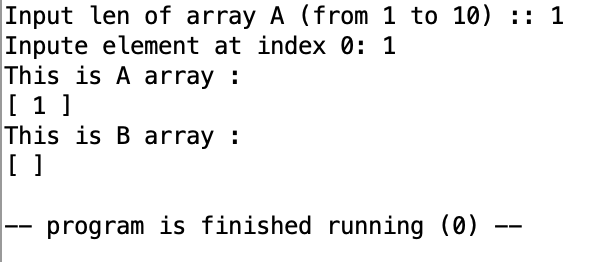 Input len of array A (from 1 to 10) :: 1
Inpute element at index 0: 1
This is A array :
[ 1 ]
This is B array :
[ ]
-- program is finished running (0) --